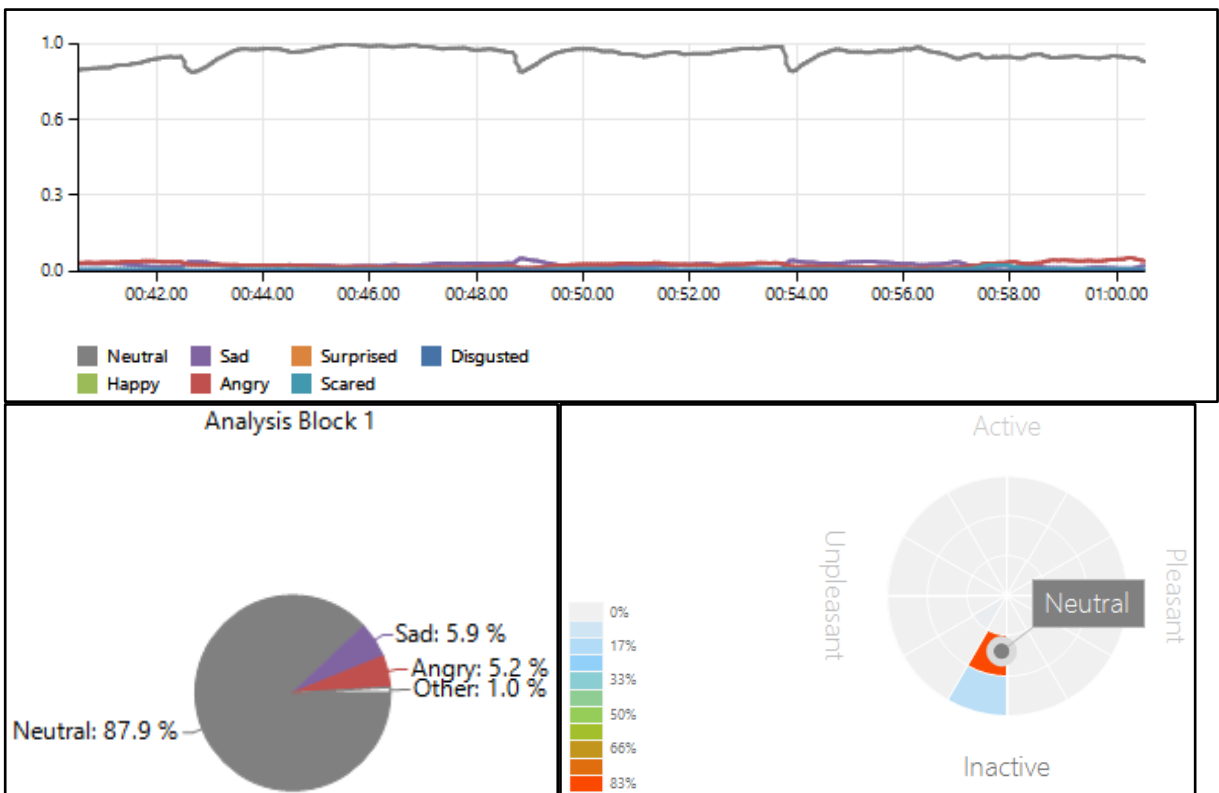 1.0
0.6
0.3
0.0
00:42.00 00:44.00 00:46.00 00:48.00 00:50.00 00:52.00 00:54.00 00:56.00 00:58.00 01:00.00
Neutral Sad Surprised Disgusted
Happy Angry Scared
Analysis Block 1
Sad: 5.9 %
Angry: 5.2 %
Other: 1.0 %
Neutral: 87.9 %
Active
Unpleasant
Pleasant
Neutral
Inactive
0%
17%
33%
50%
66%
83%